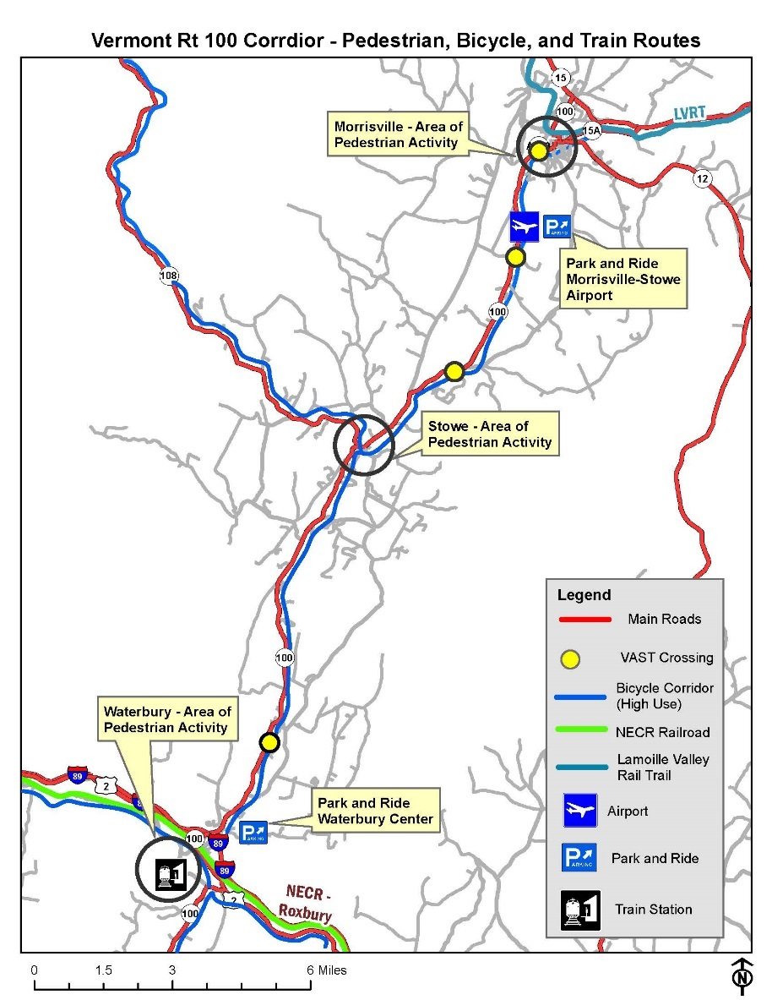 Vermont Rt 100 Corrdior - Pedestrian, Bicycle, and Train Routes
15
100
LVRT
15A
Morrisville - Area of
Pedestrian Activity
12
PARKING
Park and Ride
Morrisville-Stowe
Airport
108
100
Stowe - Area of
Pedestrian Activity
100
Waterbury - Area of
Pedestrian Activity
89
2
Park and Ride
Waterbury Center
PARKING
100
89
89
2
NECR -
Roxbury
100
Legend
Main Roads
VAST Crossing
Bicycle Corridor
(High Use)
NECR Railroad
Lamoille Valley
Rail Trail
Airport
PARKING
Park and Ride
Train Station
0 1.5 3 6 Miles
N